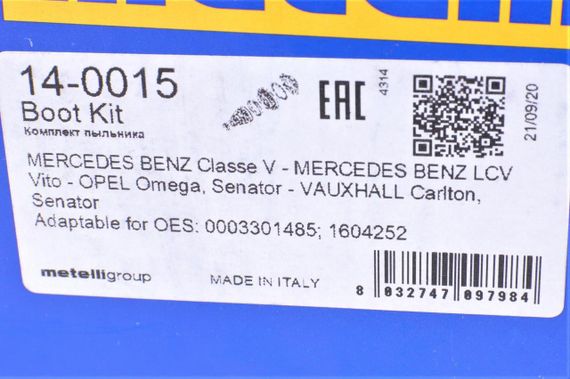 14-0015
Boot Kit
Комплект пыльника
EAC
4314
21/09/20
MERCEDES BENZ Classe V - MERCEDES BENZ LCV
Vito - OPEL Omega, Senator - VAUXHALL Carlton,
Senator
Adaptable for OES: 0003301485; 1604252
metelligroup
MADE IN ITALY
8 032747 097984